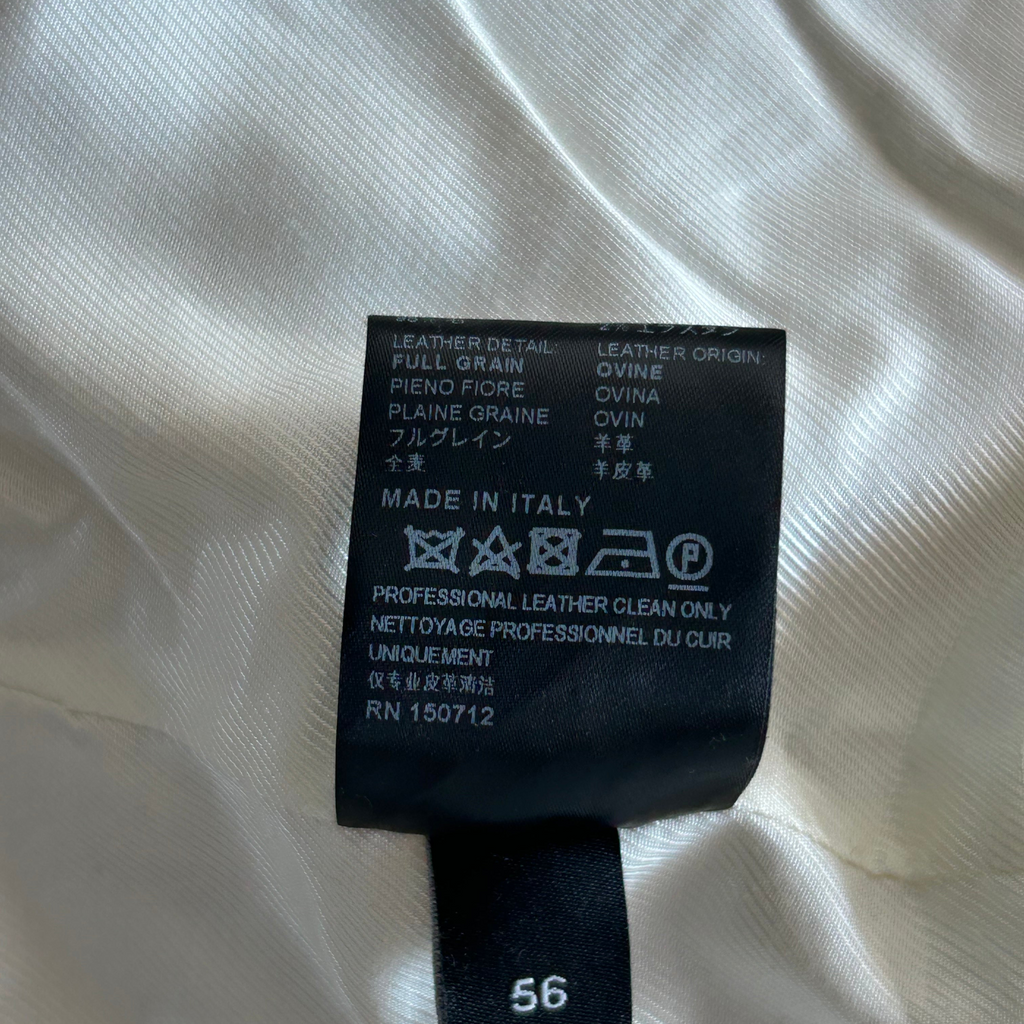 LEATHER DETAIL:
FULL GRAIN
PIENO FIORE
PLAINE GRAINE
フルグレイン
全麦
LEATHER ORIGIN:
OVINE
OVINA
OVIN
羊革
羊皮革
MADE IN ITALY
PROFESSIONAL LEATHER CLEAN ONLY
NETTOYAGE PROFESSIONNEL DU CUIR
UNIQUEMENT
仅专业皮革清洁
RN 150712
56